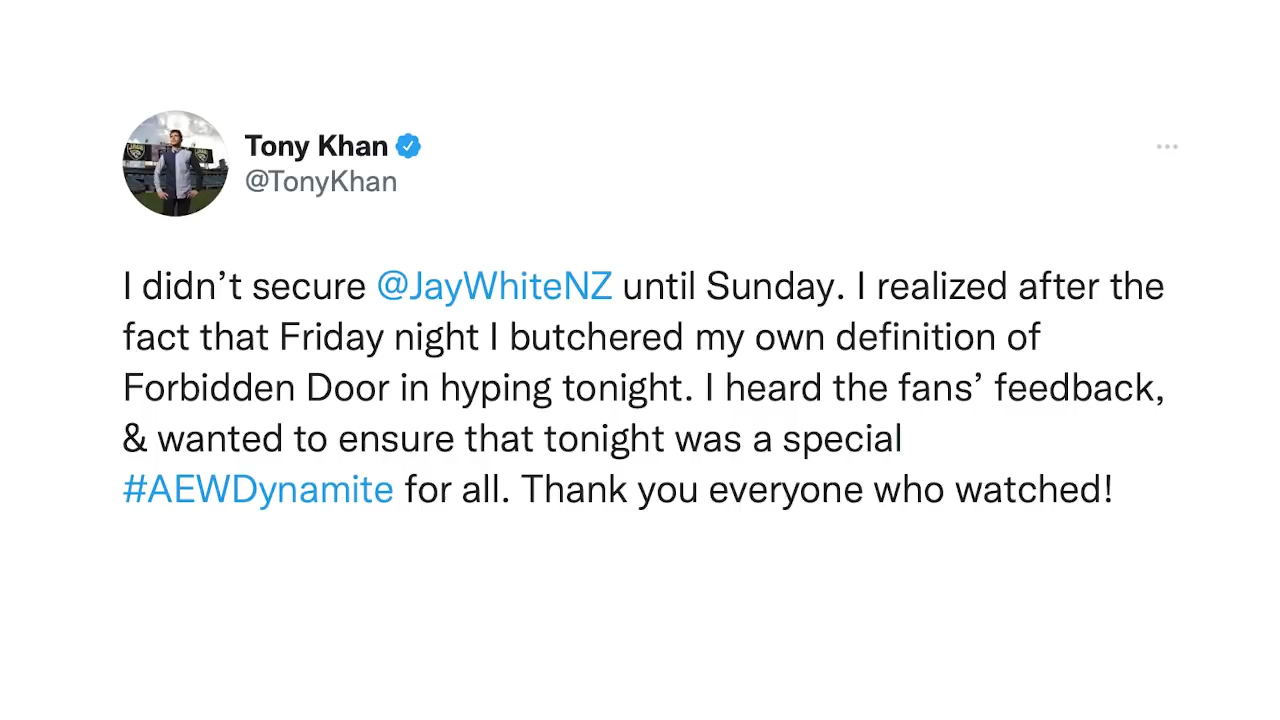 Tony Khan
@TonyKhan
I didn’t secure @JayWhiteNZ until Sunday. I realized after the
fact that Friday night I butchered my own definition of
Forbidden Door in hyping tonight. I heard the fans’ feedback,
& wanted to ensure that tonight was a special
#AEWDynamite for all. Thank you everyone who watched!